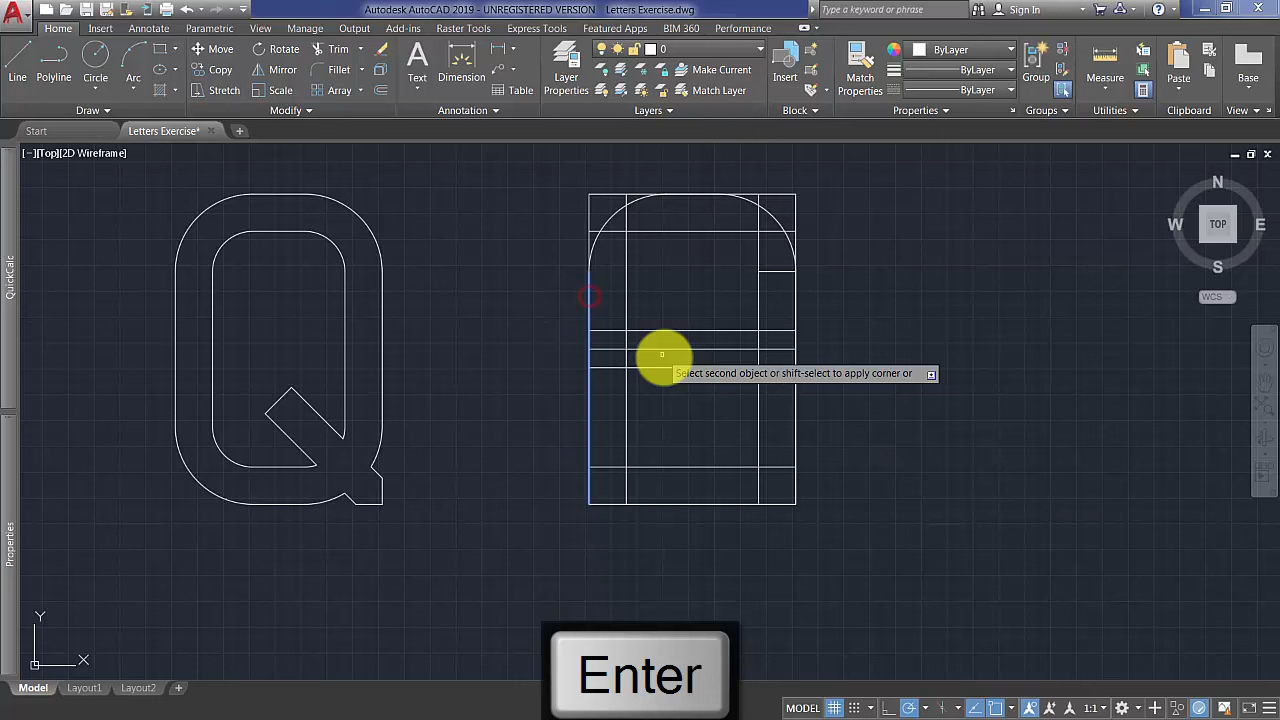 Autodesk AutoCAD 2019 - UNREGISTERED VERSION Letters Exercise.dwg
Type a keyword or phrase
Sign In
Home Insert Annotate Parametric View Manage Output Add-ins Raster Tools Express Tools Featured Apps BIM 360 Performance
Move Rotate Trim 0 ByLayer
Line Polyline Circle Arc Copy Mirror Fillet Text Dimension Layer Properties Make Current Insert Match Properties ByLayer Group Measure Paste Base
Stretch Scale Array Table Match Layer ByLayer
Draw Modify Annotation Layers Block Properties Groups Utilities Clipboard View
Start Letters Exercise*
[−][Top][2D Wireframe]
N
W TOP E
S
WCS
QuickCalc
Select second object or shift-select to apply corner or
Properties
Y
X
Enter
Model Layout1 Layout2
MODEL 1:1